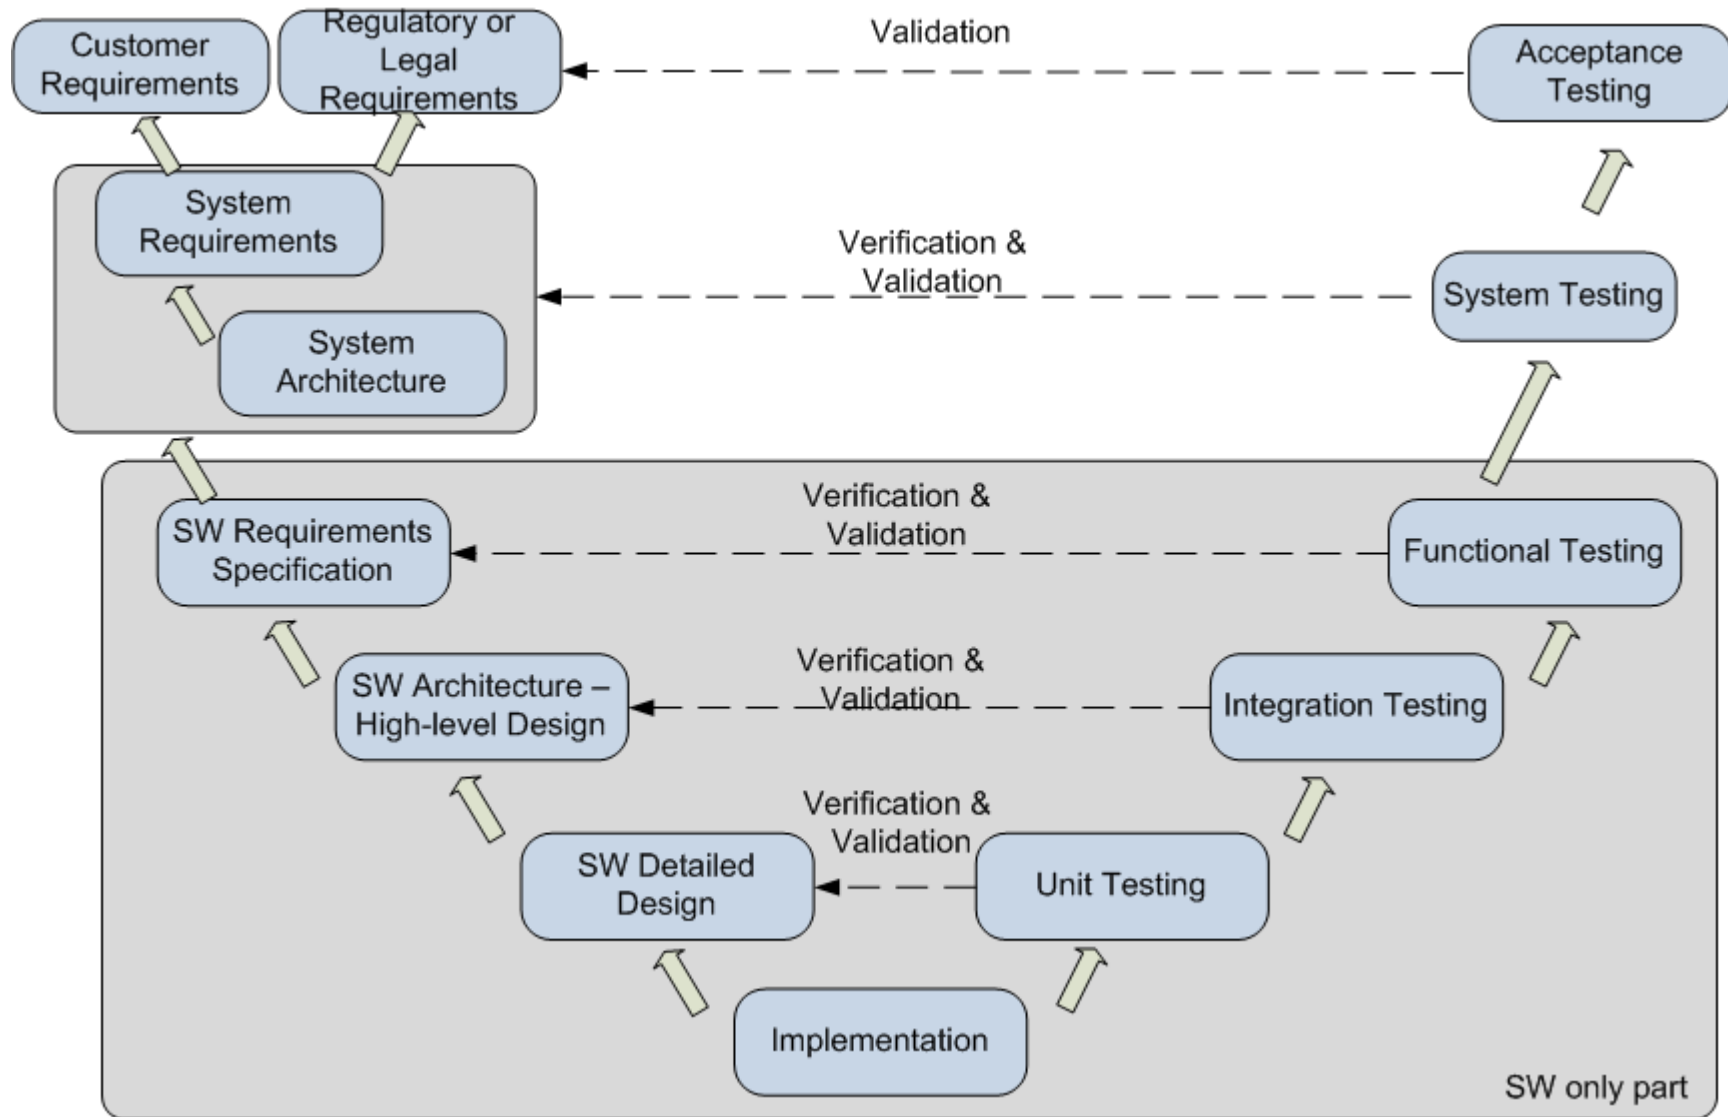 Customer
Requirements
Regulatory or
Legal
Requirements
Validation
Acceptance
Testing
System
Requirements
Verification &
Validation
System Testing
System
Architecture
Verification &
Validation
SW Requirements
Specification
Functional Testing
Verification &
Validation
SW Architecture –
High-level Design
Integration Testing
Verification &
Validation
SW Detailed
Design
Unit Testing
Implementation
SW only part